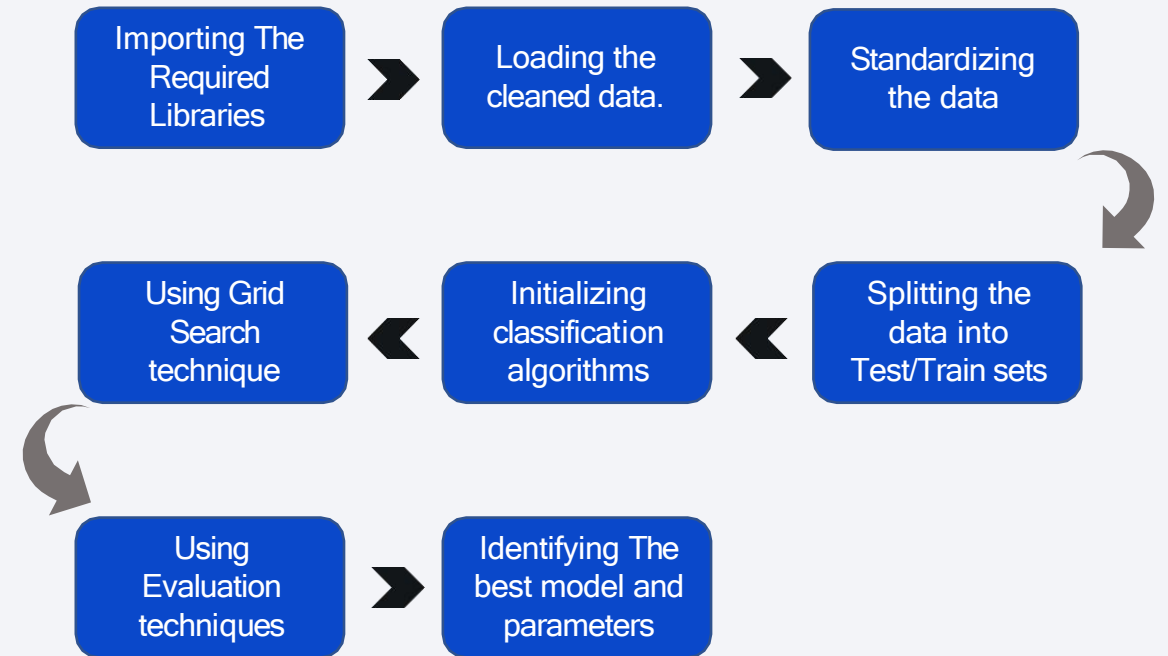 Importing The
Required
Libraries
Loading the
cleaned data.
Standardizing
the data
Splitting the
data into
Test/Train sets
Initializing
classification
algorithms
Using Grid
Search
technique
Using
Evaluation
techniques
Identifying The
best model and
parameters